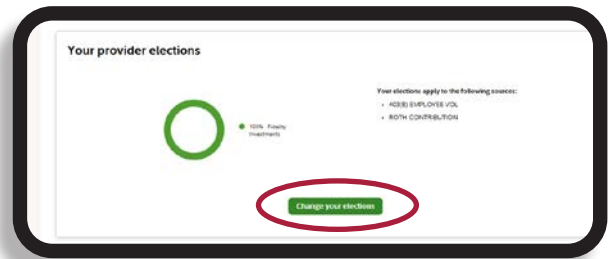 Your provider elections
Your elections apply to the following sources:
• 403(B) EMPLOYEE VOL
• ROTH CONTRIBUTION
100% Fidelity
Investments
Change your elections